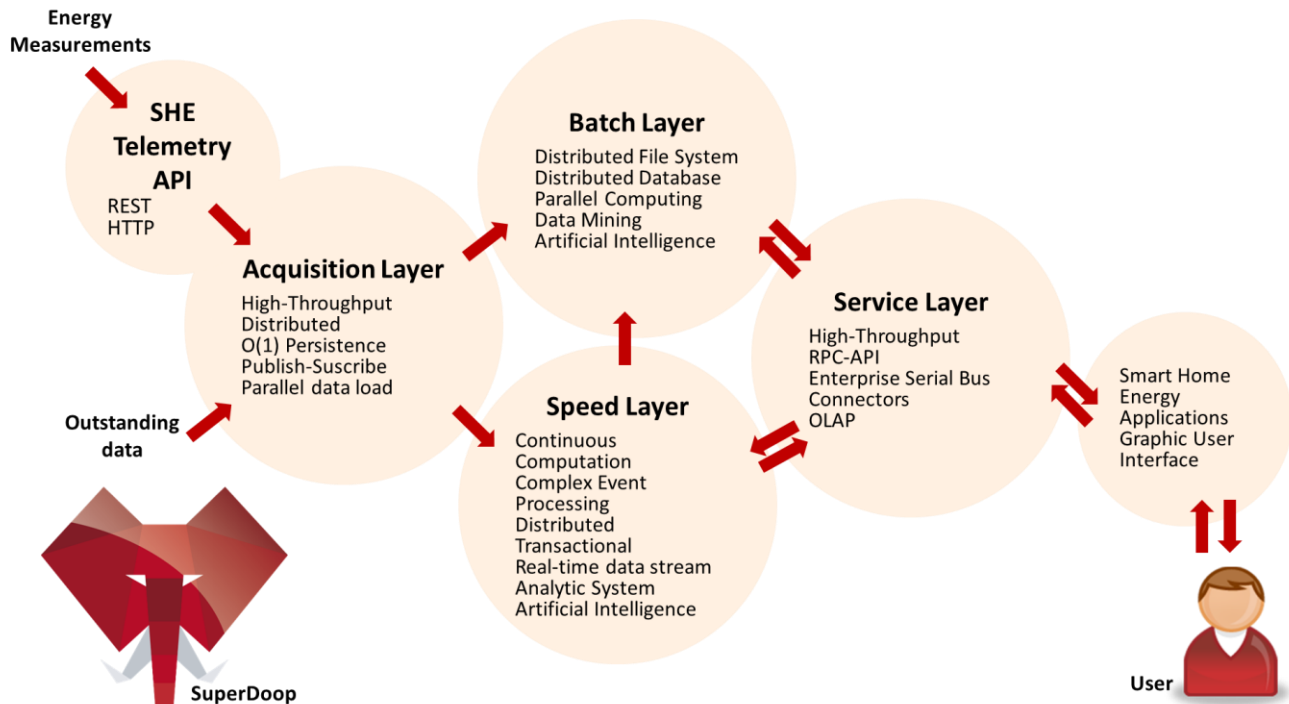 Energy
Measurements
SHE
Telemetry
API
REST
HTTP
Acquisition Layer
High-Throughput
Distributed
O(1) Persistence
Publish-Suscribe
Parallel data load
Outstanding
data
SuperDoop
Batch Layer
Distributed File System
Distributed Database
Parallel Computing
Data Mining
Artificial Intelligence
Speed Layer
Continuous
Computation
Complex Event
Processing
Distributed
Transactional
Real-time data stream
Analytic System
Artificial Intelligence
Service Layer
High-Throughput
RPC-API
Enterprise Serial Bus
Connectors
OLAP
Smart Home
Energy
Applications
Graphic User
Interface
User